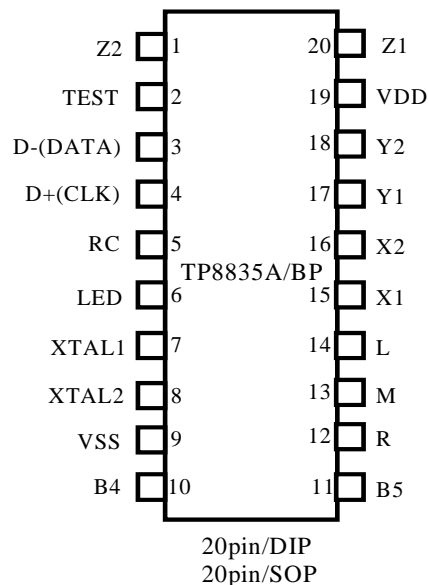 Z2 1 20 Z1
TEST 2 19 VDD
D-(DATA) 3 18 Y2
D+(CLK) 4 17 Y1
RC 5 16 X2
TP8835A/BP
LED 6 15 X1
XTAL1 7 14 L
XTAL2 8 13 M
VSS 9 12 R
B4 10 11 B5
20pin/DIP
20pin/SOP